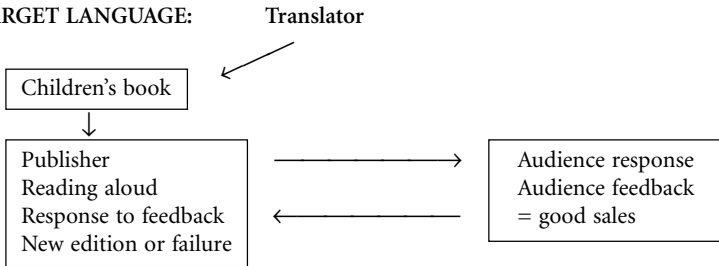 RGET LANGUAGE: Translator
Children’s book
Publisher
Reading aloud
Response to feedback
New edition or failure
Audience response
Audience feedback
= good sales